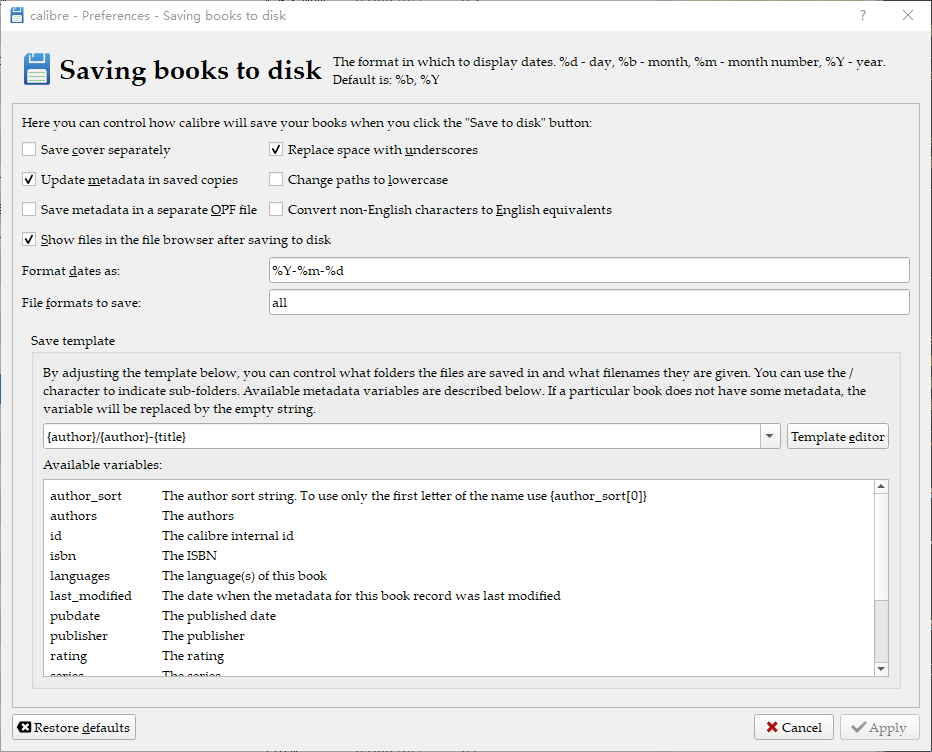 calibre - Preferences - Saving books to disk
?
Saving books to disk
The format in which to display dates. %d - day, %b - month, %m - month number, %Y - year.
Default is: %b, %Y
Here you can control how calibre will save your books when you click the "Save to disk" button:
Save cover separately
Replace space with underscores
Update metadata in saved copies
Change paths to lowercase
Save metadata in a separate OPF file
Convert non-English characters to English equivalents
Show files in the file browser after saving to disk
Format dates as:
%Y-%m-%d
File formats to save:
all
Save template
By adjusting the template below, you can control what folders the files are saved in and what filenames they are given. You can use the /
character to indicate sub-folders. Available metadata variables are described below. If a particular book does not have some metadata, the
variable will be replaced by the empty string.
{author}/{author}-{title}
Template editor
Available variables:
author_sort The author sort string. To use only the first letter of the name use {author_sort[0]}
authors The authors
id The calibre internal id
isbn The ISBN
languages The language(s) of this book
last_modified The date when the metadata for this book record was last modified
pubdate The published date
publisher The publisher
rating The rating
series The series
Restore defaults
Cancel
Apply